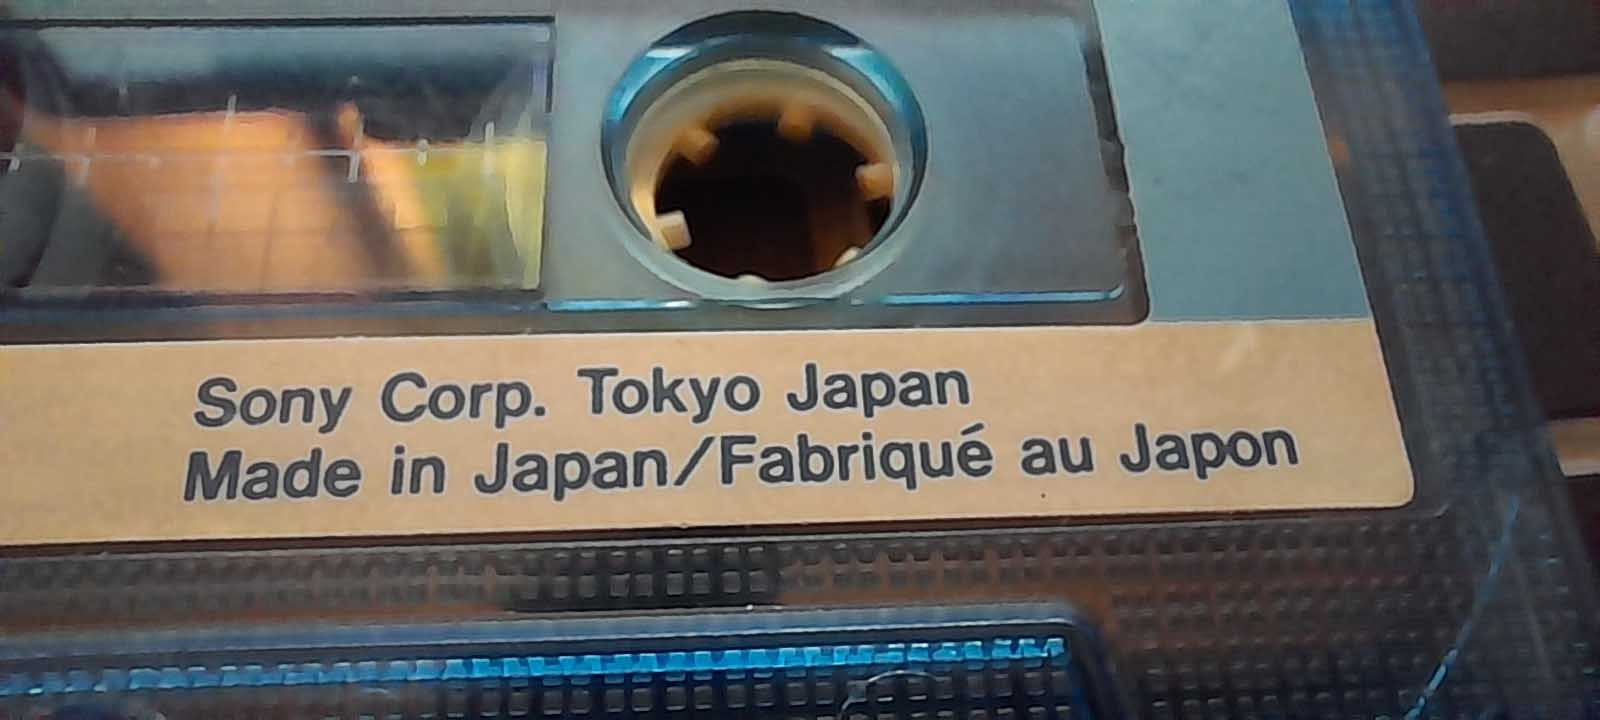 Sony Corp. Tokyo Japan
Made in Japan/Fabriqué au Japon